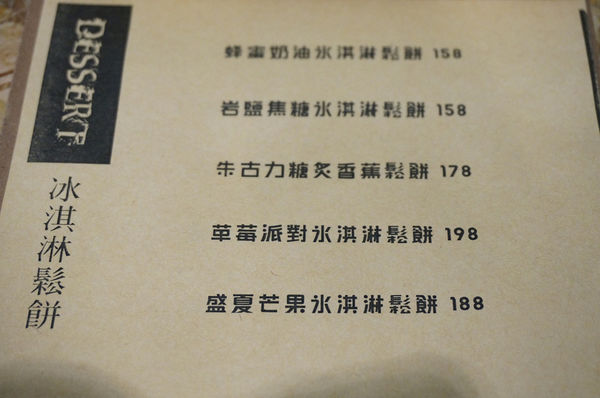 DESSERT
冰淇淋鬆餅
蜂蜜奶油冰淇淋鬆餅 158
岩鹽焦糖冰淇淋鬆餅 158
朱古力糖炙香蕉鬆餅 178
草莓派對冰淇淋鬆餅 198
盛夏芒果冰淇淋鬆餅 188